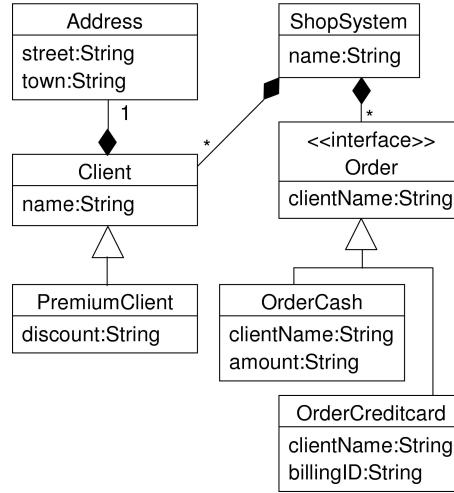 Address
street:String
town:String
ShopSystem
name:String
1
*
*
Client
name:String
<<interface>>
Order
clientName:String
PremiumClient
discount:String
OrderCash
clientName:String
amount:String
OrderCreditcard
clientName:String
billingID:String